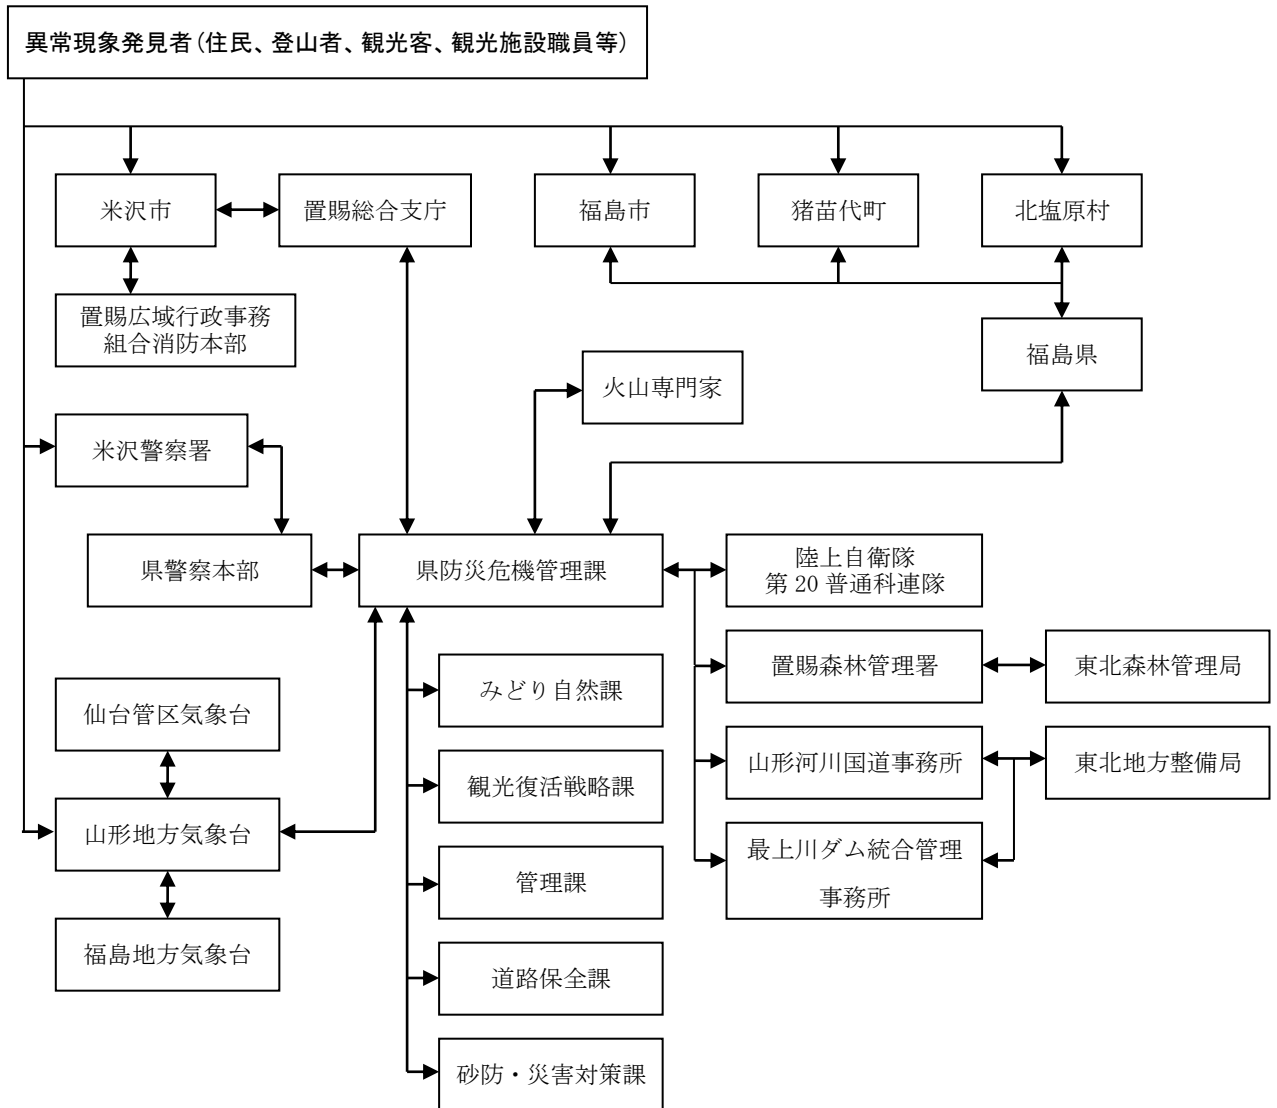 異常現象発見者(住民、登山者、観光客、観光施設職員等)
米沢市
置賜総合支庁
福島市
猪苗代町
北塩原村
置賜広域行政事務
組合消防本部
福島県
火山専門家
米沢警察署
県警察本部
県防災危機管理課
陸上自衛隊
第 20 普通科連隊
置賜森林管理署
東北森林管理局
みどり自然課
仙台管区気象台
山形河川国道事務所
東北地方整備局
観光復活戦略課
山形地方気象台
最上川ダム統合管理
事務所
管理課
福島地方気象台
道路保全課
砂防・災害対策課